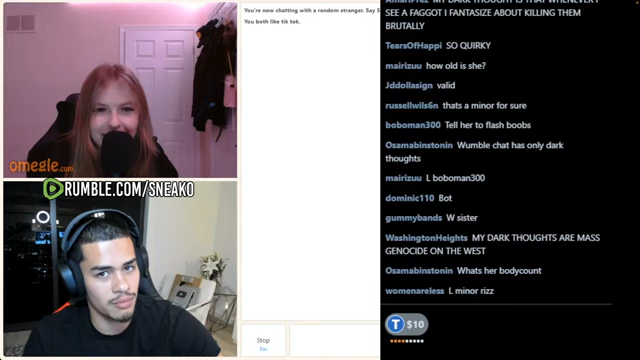 You're now chatting with a random stranger. Say
You both like tik tok.
omegle.com
RUMBLE.COM/SNEAKO
Stop
Esc
MY DARK THOUGHT IS THAT WHENEVER I
SEE A FAGGOT I FANTASIZE ABOUT KILLING THEM
BRUTALLY
TearsOfHappi SO QUIRKY
mairizuu how old is she?
Jddollasign valid
russellwils6n thats a minor for sure
boboman300 Tell her to flash boobs
Osamabinstonin Wumble chat has only dark
thoughts
mairizuu L boboman300
dominic110 Bot
gummybands W sister
WashingtonHeights MY DARK THOUGHTS ARE MASS
GENOCIDE ON THE WEST
Osamabinstonin Whats her bodycount
womenareless L minor rizz
T $10